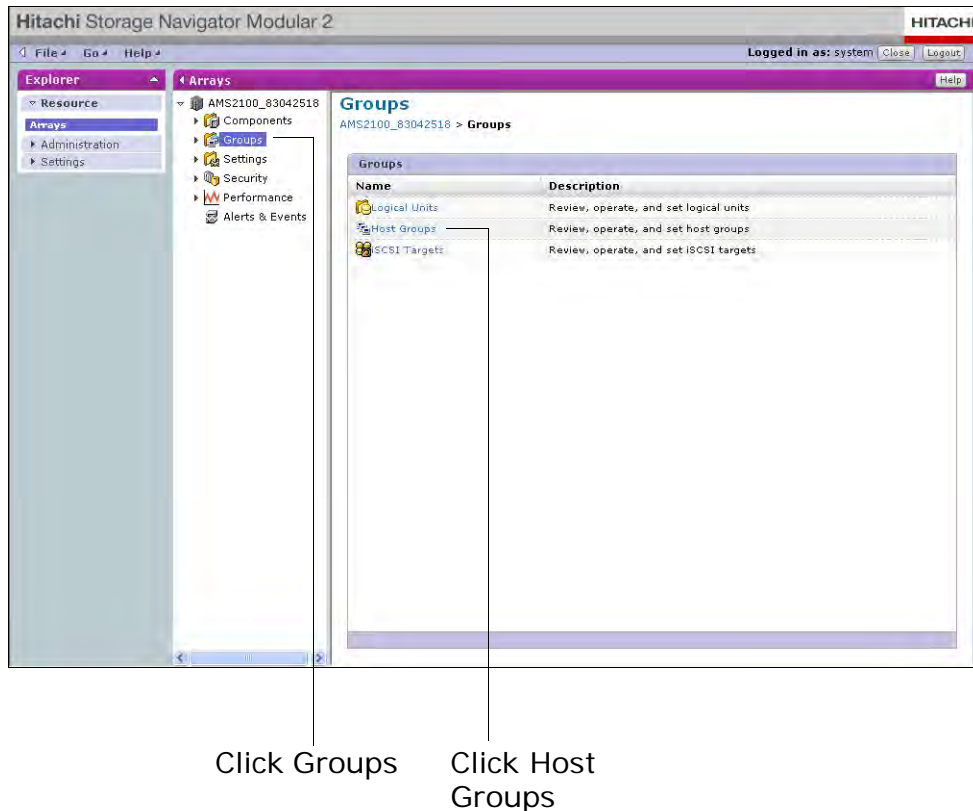 Hitachi Storage Navigator Modular 2
HITACHI
File Go Help
Logged in as: system Close Logout
Explorer
Arrays
Help
Resource
Arrays
Administration
Settings
AMS2100_83042518
Components
Groups
Settings
Security
Performance
Alerts & Events
Groups
AMS2100_83042518 > Groups
Groups
Name Description
Logical Units Review, operate, and set logical units
Host Groups Review, operate, and set host groups
iSCSI Targets Review, operate, and set iSCSI targets
Click Groups
Click Host
Groups